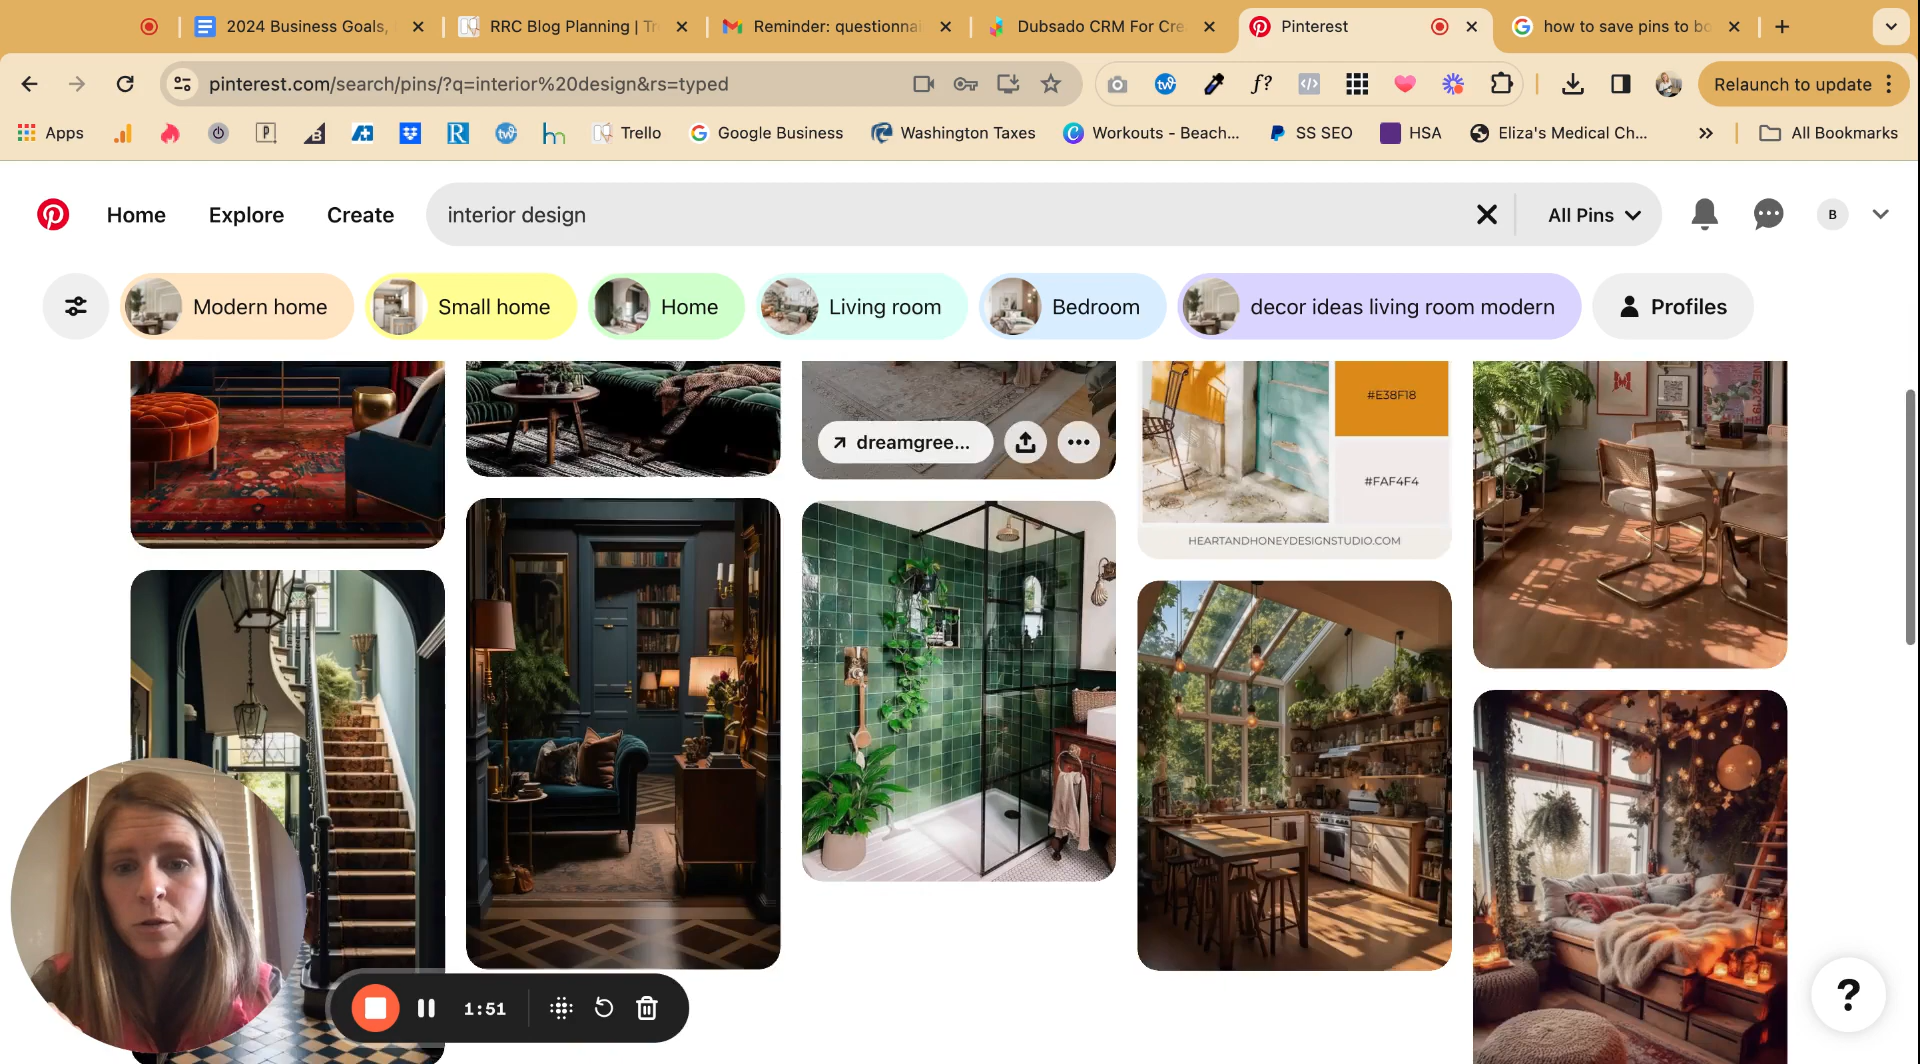 2024 Business Goals,
RRC Blog Planning | Tr
Reminder: questionnai
Dubsado CRM For Cre
Pinterest
how to save pins to bo
pinterest.com/search/pins/?q=interior%20design&rs=typed
Relaunch to update
Apps
Trello
Google Business
Washington Taxes
Workouts - Beach...
SS SEO
HSA
Eliza's Medical Ch...
All Bookmarks
Home
Explore
Create
interior design
All Pins
B
Modern home
Small home
Home
Living room
Bedroom
decor ideas living room modern
Profiles
dreamgree...
#E38F18
#FAF4F4
HEARTANDHONEYDESIGNSTUDIO.COM
1:51
?